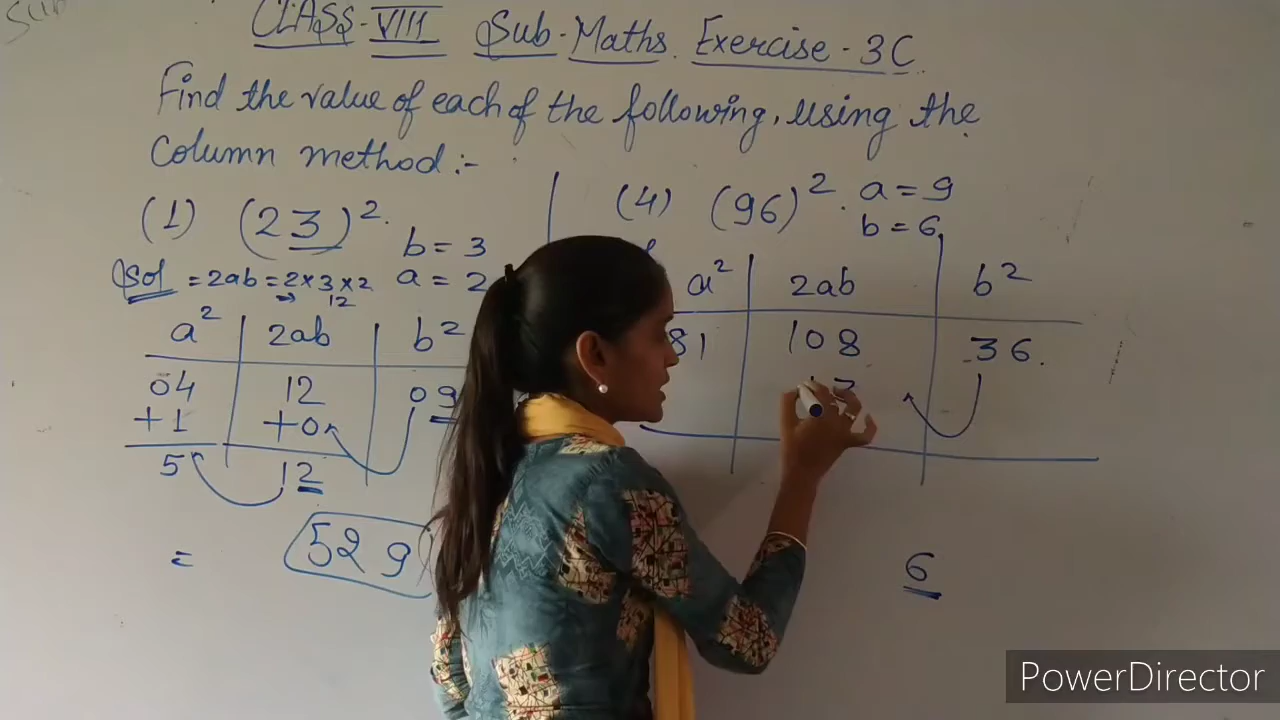 CLASS-VIII Sub-Maths. Exercise-3C.
Find the value of each of the following, using the
Column method :-
(1) (23)².
b = 3
Sol = 2ab = 2×3×2 a = 2
12
a² 2ab b²
04 12 09
+1 +0
5 12
= 529
(4) (96)². a = 9
b = 6
a² 2ab b²
81 108 36.
6
PowerDirector